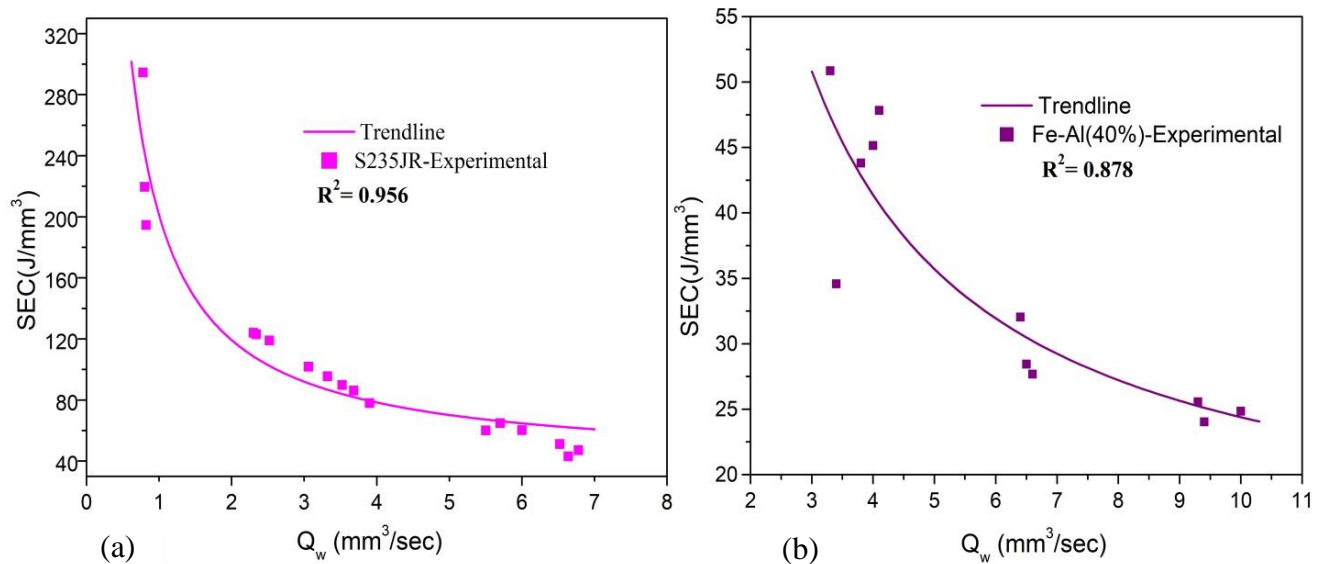 (a)
320
280
240
200
160
120
80
40
SEC(J/mm³)
Trendline
S235JR-Experimental
R²= 0.956
0 1 2 3 4 5 6 7 8
Q_w (mm³/sec)
(b)
55
50
45
40
35
30
25
20
SEC(J/mm³)
Trendline
Fe-Al(40%)-Experimental
R²= 0.878
2 3 4 5 6 7 8 9 10 11
Q_w (mm³/sec)